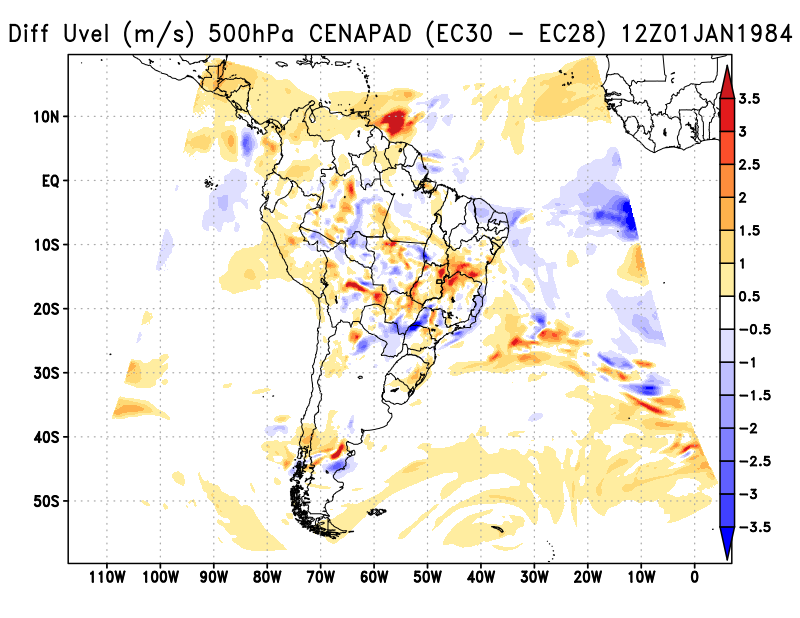 Diff Uvel (m/s) 500hPa CENAPAD (EC30 − EC28) 12Z01JAN1984
10N
EQ
10S
20S
30S
40S
50S
110W 100W 90W 80W 70W 60W 50W 40W 30W 20W 10W 0
3.5
3
2.5
2
1.5
1
0.5
−0.5
−1
−1.5
−2
−2.5
−3
−3.5